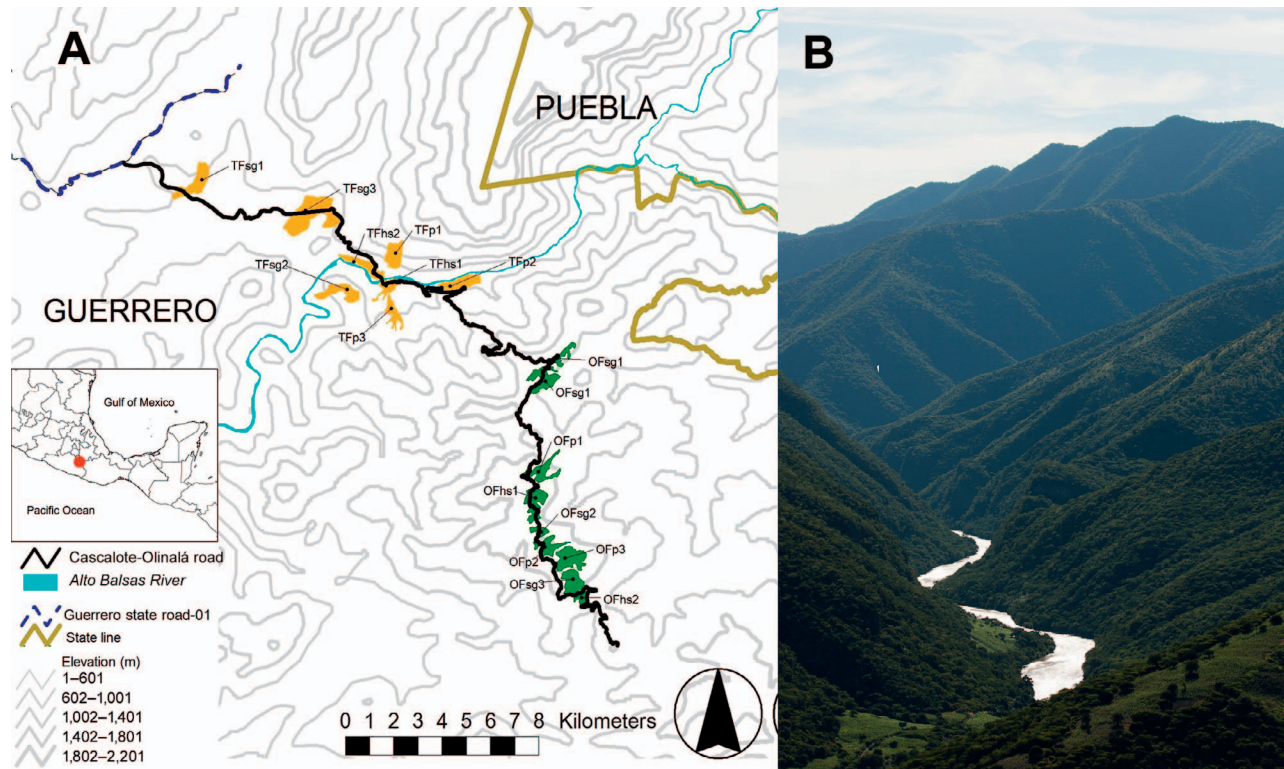 A
B
PUEBLA
TFsg1
TFsg3
TFhs2
TFp1
TFsg2
TFhs1
TFp2
GUERRERO
TFp3
OFsg1
OFsg1
Gulf of Mexico
OFp1
OFhs1
OFsg2
Pacific Ocean
OFp2
OFp3
OFsg3
OFhs2
Cascalote-Olinalá road
Alto Balsas River
Guerrero state road-01
State line
Elevation (m)
1–601
602–1,001
1,002–1,401
1,402–1,801
1,802–2,201
0 1 2 3 4 5 6 7 8 Kilometers